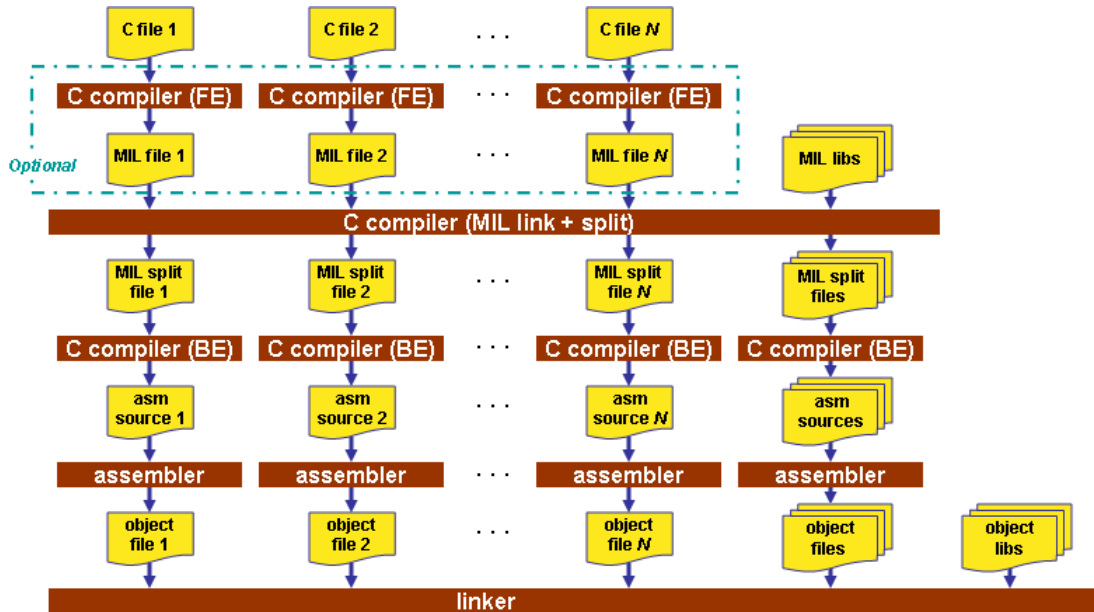 C file 1
C file 2
. . .
C file N
C compiler (FE)
C compiler (FE)
. . .
C compiler (FE)
Optional
MIL file 1
MIL file 2
. . .
MIL file N
MIL libs
C compiler (MIL link + split)
MIL split
file 1
MIL split
file 2
. . .
MIL split
file N
MIL split
files
C compiler (BE)
C compiler (BE)
. . .
C compiler (BE)
C compiler (BE)
asm
source 1
asm
source 2
. . .
asm
source N
asm
sources
assembler
assembler
. . .
assembler
assembler
object
file 1
object
file 2
. . .
object
file N
object
files
object
libs
linker